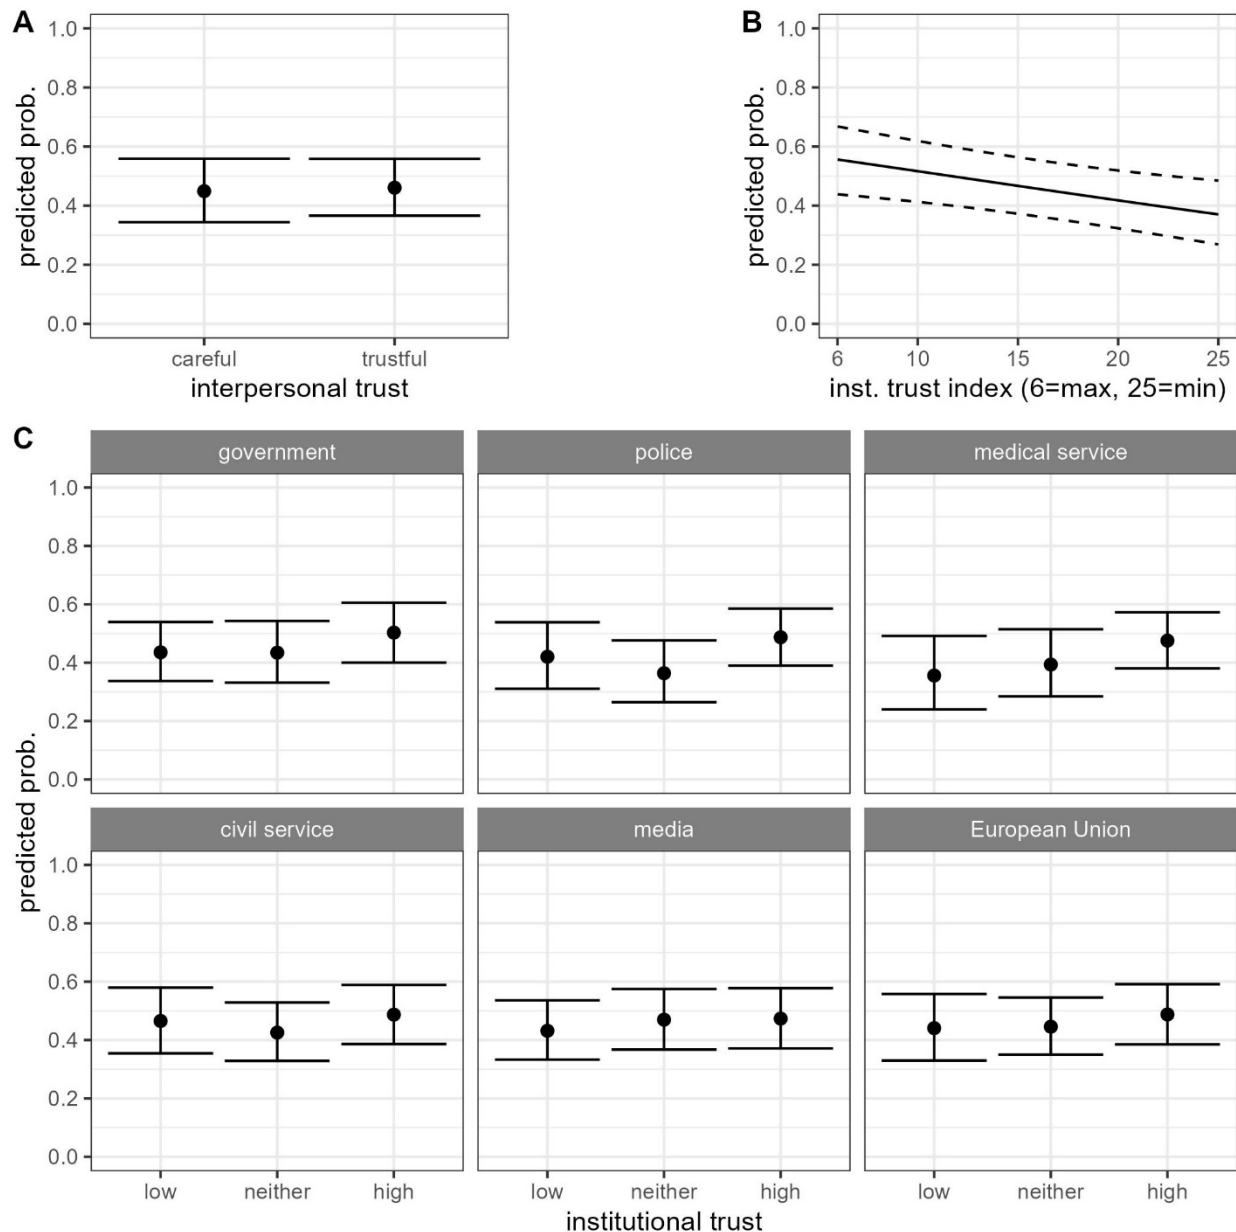 A
1.0
0.8
0.6
0.4
0.2
0.0
predicted prob.
careful trustful
interpersonal trust
B
1.0
0.8
0.6
0.4
0.2
0.0
predicted prob.
6 10 15 20 25
inst. trust index (6=max, 25=min)
C
government police medical service
1.0
0.8
0.6
0.4
0.2
0.0
predicted prob.
civil service media European Union
1.0
0.8
0.6
0.4
0.2
0.0
low neither high low neither high low neither high
institutional trust